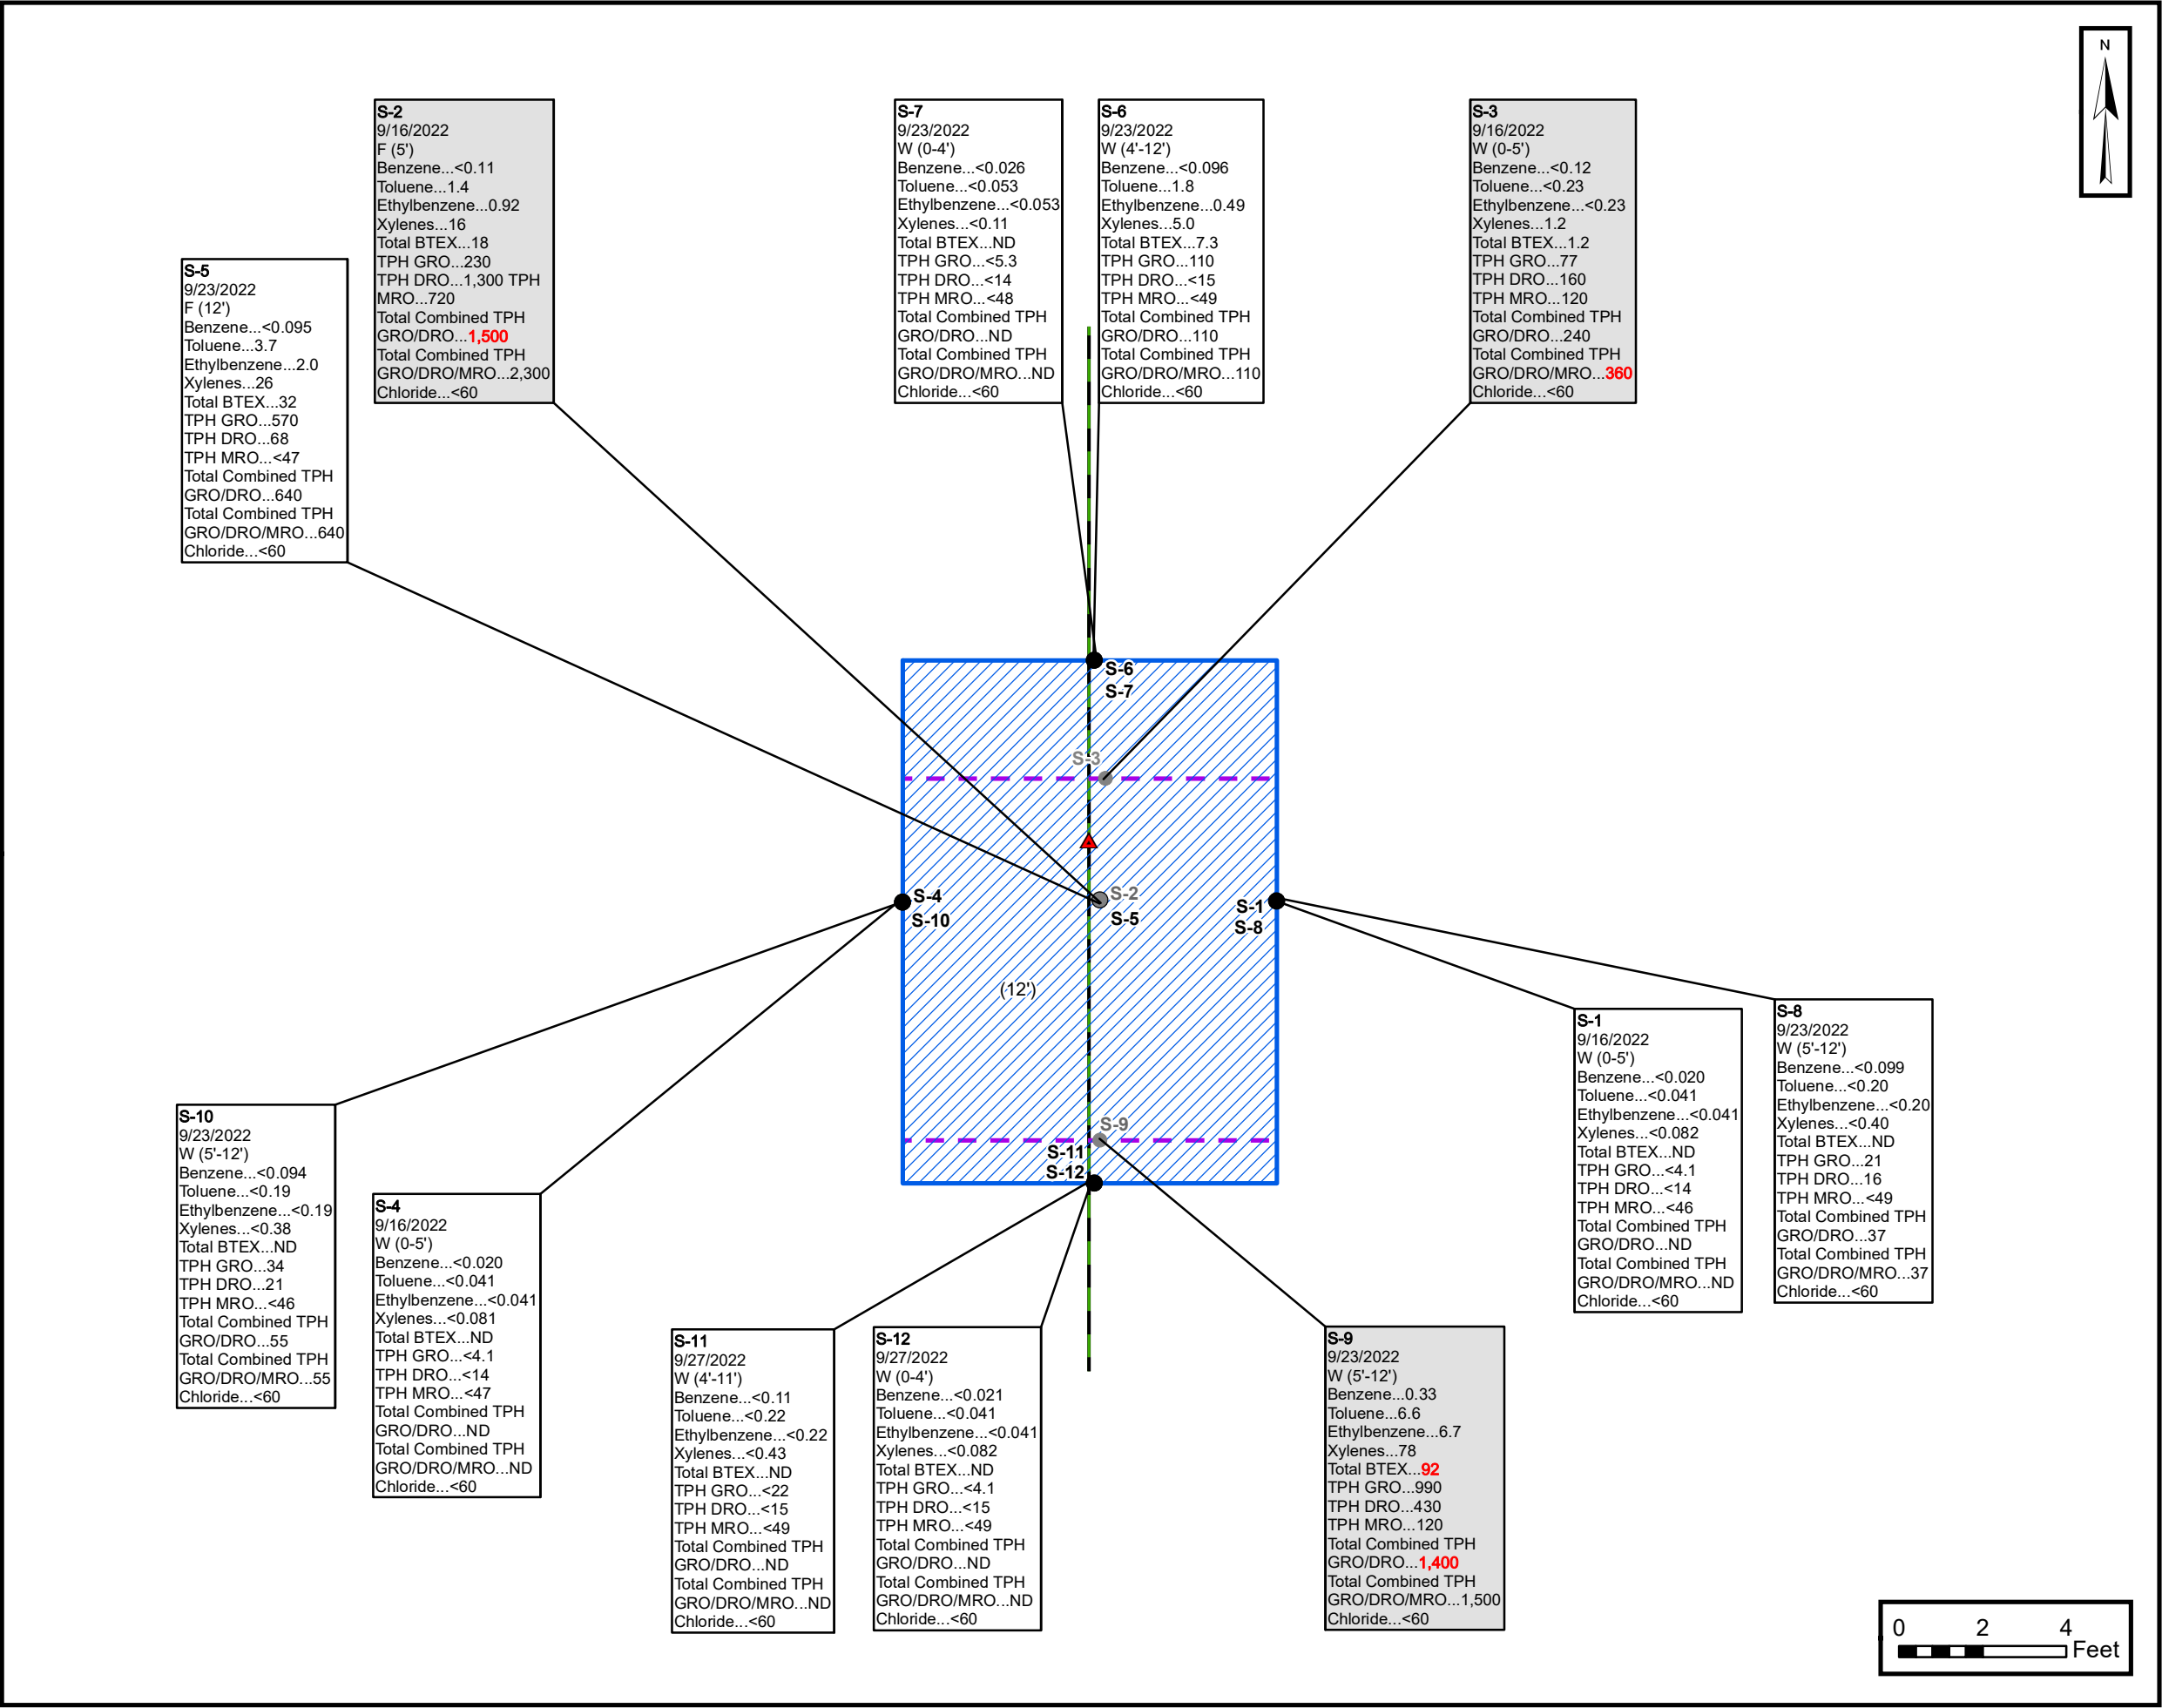 N
S-2
9/16/2022
F (5')
Benzene...<0.11
Toluene...1.4
Ethylbenzene...0.92
Xylenes...16
Total BTEX...18
TPH GRO...230
TPH DRO...1,300 TPH
MRO...720
Total Combined TPH
GRO/DRO...1,500
Total Combined TPH
GRO/DRO/MRO...2,300
Chloride...<60
S-7
9/23/2022
W (0-4')
Benzene...<0.026
Toluene...<0.053
Ethylbenzene...<0.053
Xylenes...<0.11
Total BTEX...ND
TPH GRO...<5.3
TPH DRO...<14
TPH MRO...<48
Total Combined TPH
GRO/DRO...ND
Total Combined TPH
GRO/DRO/MRO...ND
Chloride...<60
S-6
9/23/2022
W (4'-12')
Benzene...<0.096
Toluene...1.8
Ethylbenzene...0.49
Xylenes...5.0
Total BTEX...7.3
TPH GRO...110
TPH DRO...<15
TPH MRO...<49
Total Combined TPH
GRO/DRO...110
Total Combined TPH
GRO/DRO/MRO...110
Chloride...<60
S-3
9/16/2022
W (0-5')
Benzene...<0.12
Toluene...<0.23
Ethylbenzene...<0.23
Xylenes...1.2
Total BTEX...1.2
TPH GRO...77
TPH DRO...160
TPH MRO...120
Total Combined TPH
GRO/DRO...240
Total Combined TPH
GRO/DRO/MRO...360
Chloride...<60
S-5
9/23/2022
F (12')
Benzene...<0.095
Toluene...3.7
Ethylbenzene...2.0
Xylenes...26
Total BTEX...32
TPH GRO...570
TPH DRO...68
TPH MRO...<47
Total Combined TPH
GRO/DRO...640
Total Combined TPH
GRO/DRO/MRO...640
Chloride...<60
S-6
S-7
S-3
S-4
S-10
S-2
S-5
S-1
S-8
(12')
S-9
S-11
S-12
S-10
9/23/2022
W (5'-12')
Benzene...<0.094
Toluene...<0.19
Ethylbenzene...<0.19
Xylenes...<0.38
Total BTEX...ND
TPH GRO...34
TPH DRO...21
TPH MRO...<46
Total Combined TPH
GRO/DRO...55
Total Combined TPH
GRO/DRO/MRO...55
Chloride...<60
S-4
9/16/2022
W (0-5')
Benzene...<0.020
Toluene...<0.041
Ethylbenzene...<0.041
Xylenes...<0.081
Total BTEX...ND
TPH GRO...<4.1
TPH DRO...<14
TPH MRO...<47
Total Combined TPH
GRO/DRO...ND
Total Combined TPH
GRO/DRO/MRO...ND
Chloride...<60
S-11
9/27/2022
W (4'-11')
Benzene...<0.11
Toluene...<0.22
Ethylbenzene...<0.22
Xylenes...<0.43
Total BTEX...ND
TPH GRO...<22
TPH DRO...<15
TPH MRO...<49
Total Combined TPH
GRO/DRO...ND
Total Combined TPH
GRO/DRO/MRO...ND
Chloride...<60
S-12
9/27/2022
W (0-4')
Benzene...<0.021
Toluene...<0.041
Ethylbenzene...<0.041
Xylenes...<0.082
Total BTEX...ND
TPH GRO...<4.1
TPH DRO...<15
TPH MRO...<49
Total Combined TPH
GRO/DRO...ND
Total Combined TPH
GRO/DRO/MRO...ND
Chloride...<60
S-9
9/23/2022
W (5'-12')
Benzene...0.33
Toluene...6.6
Ethylbenzene...6.7
Xylenes...78
Total BTEX...92
TPH GRO...990
TPH DRO...430
TPH MRO...120
Total Combined TPH
GRO/DRO...1,400
Total Combined TPH
GRO/DRO/MRO...1,500
Chloride...<60
S-1
9/16/2022
W (0-5')
Benzene...<0.020
Toluene...<0.041
Ethylbenzene...<0.041
Xylenes...<0.082
Total BTEX...ND
TPH GRO...<4.1
TPH DRO...<14
TPH MRO...<46
Total Combined TPH
GRO/DRO...ND
Total Combined TPH
GRO/DRO/MRO...ND
Chloride...<60
S-8
9/23/2022
W (5'-12')
Benzene...<0.099
Toluene...<0.20
Ethylbenzene...<0.20
Xylenes...<0.40
Total BTEX...ND
TPH GRO...21
TPH DRO...16
TPH MRO...<49
Total Combined TPH
GRO/DRO...37
Total Combined TPH
GRO/DRO/MRO...37
Chloride...<60
0 2 4
Feet